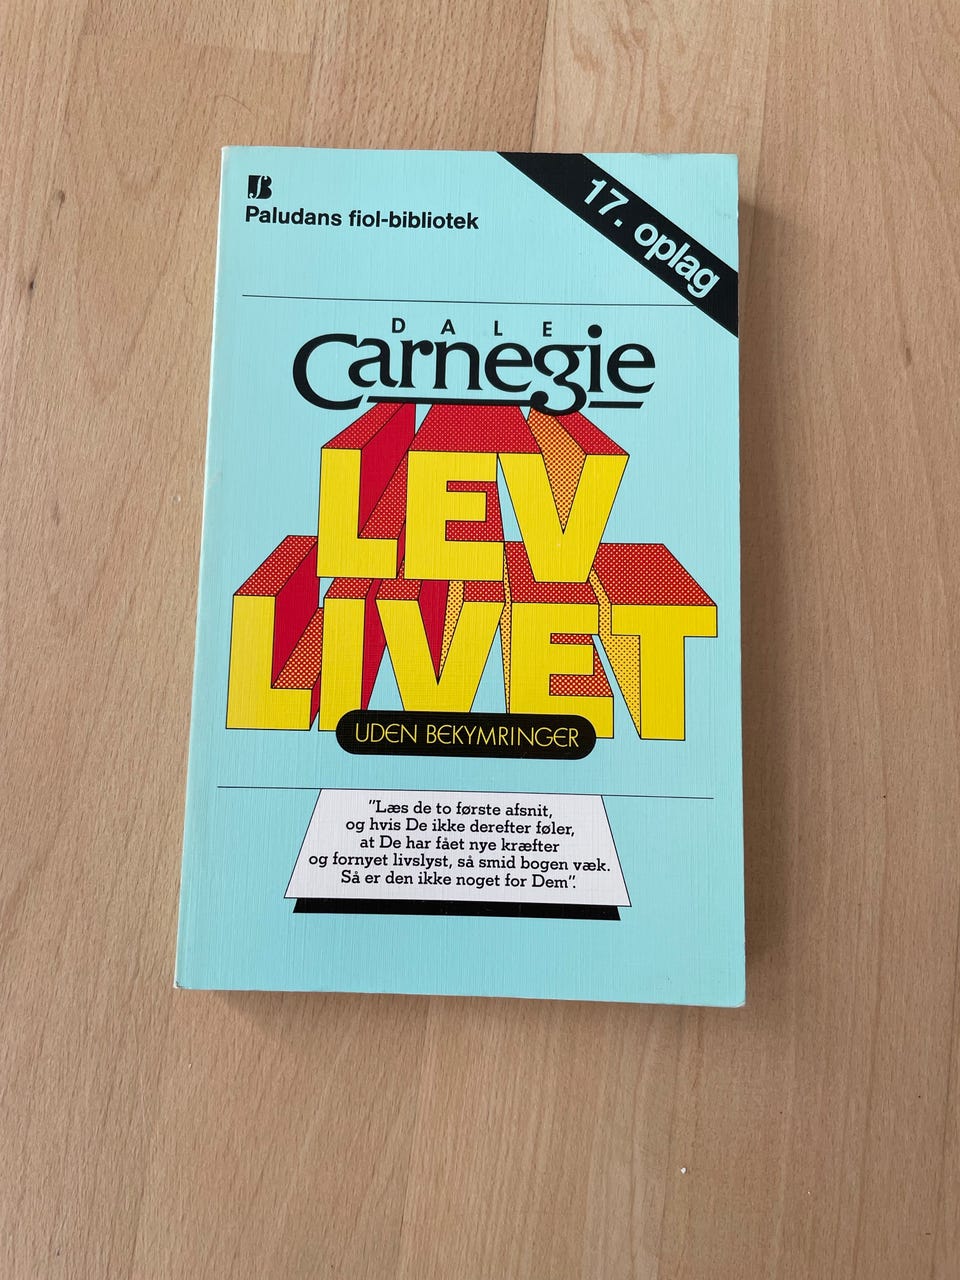 Paludans fiol-bibliotek
17. oplag
DALE
Carnegie
LEV
LIVET
UDEN BEKYMRINGER
"Læs de to første afsnit,
og hvis De ikke derefter føler,
at De har fået nye kræfter
og fornyet livslyst, så smid bogen væk.
Så er den ikke noget for Dem".